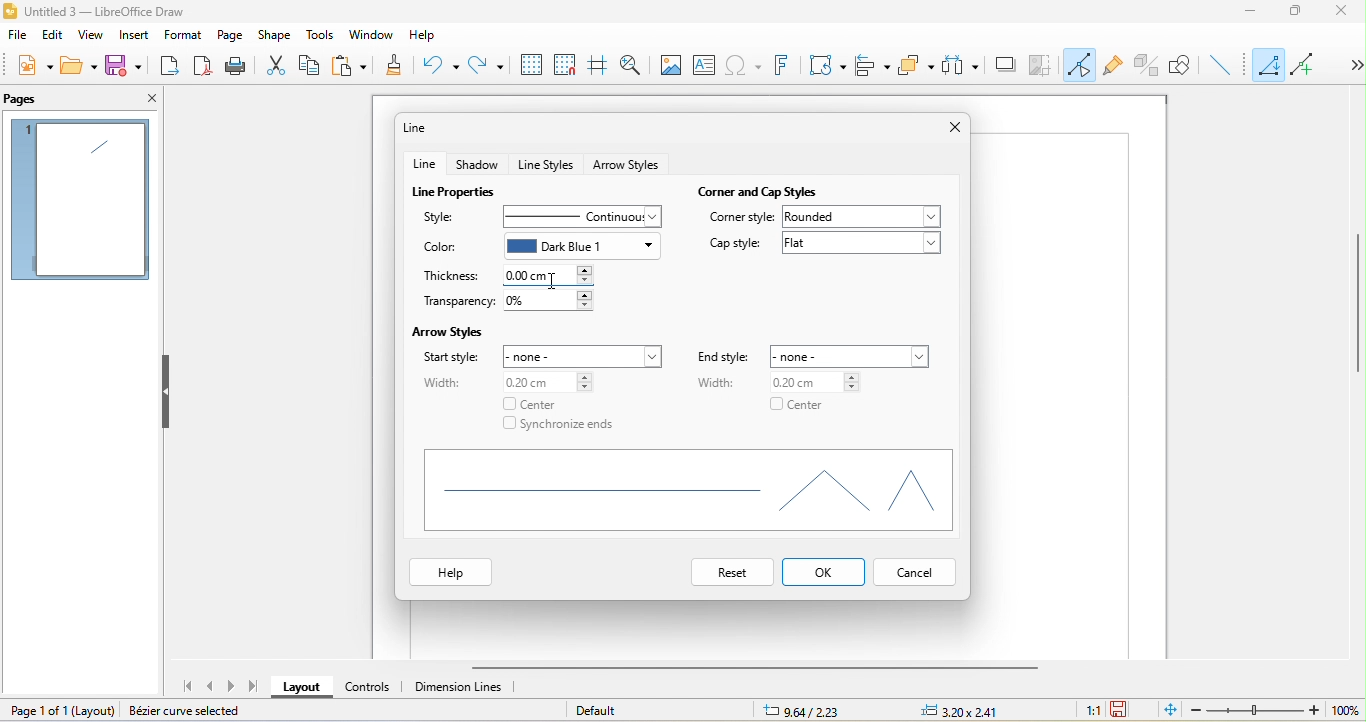 Untitled 3 — LibreOffice Draw
File Edit View Insert Format Page Shape Tools Window Help
Pages
1
Line
Line Shadow Line Styles Arrow Styles
Line Properties Corner and Cap Styles
Style: Continuou Corner style: Rounded
Color: Dark Blue 1 Cap style: Flat
Thickness: 0.00 cm
Transparency: 0%
Arrow Styles
Start style: - none - End style: - none -
Width: 0.20 cm Width: 0.20 cm
Center Center
Synchronize ends
Help Reset OK Cancel
Layout Controls Dimension Lines
Page 1 of 1 (Layout) Bézier curve selected Default 9.64 / 2.23 3.20 x 2.41 1:1 100%